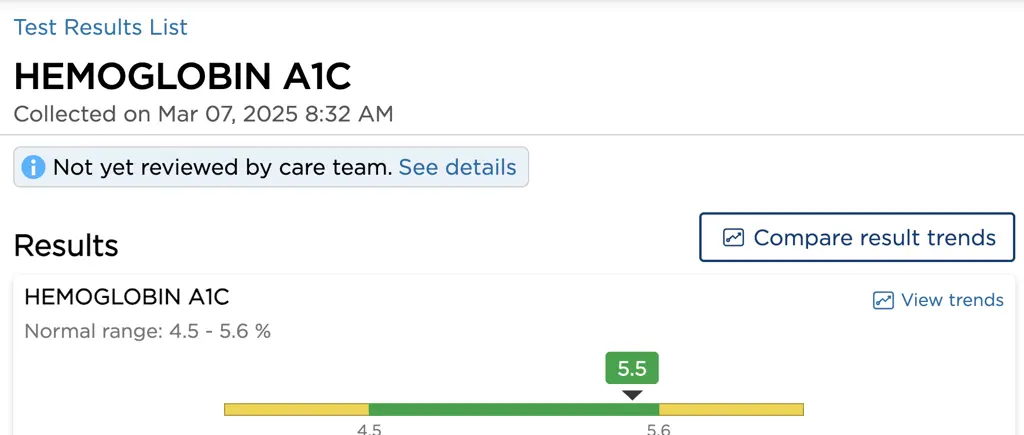 Test Results List
HEMOGLOBIN A1C
Collected on Mar 07, 2025 8:32 AM
Not yet reviewed by care team. See details
Results
Compare result trends
HEMOGLOBIN A1C
View trends
Normal range: 4.5 - 5.6 %
5.5
4.5 5.6